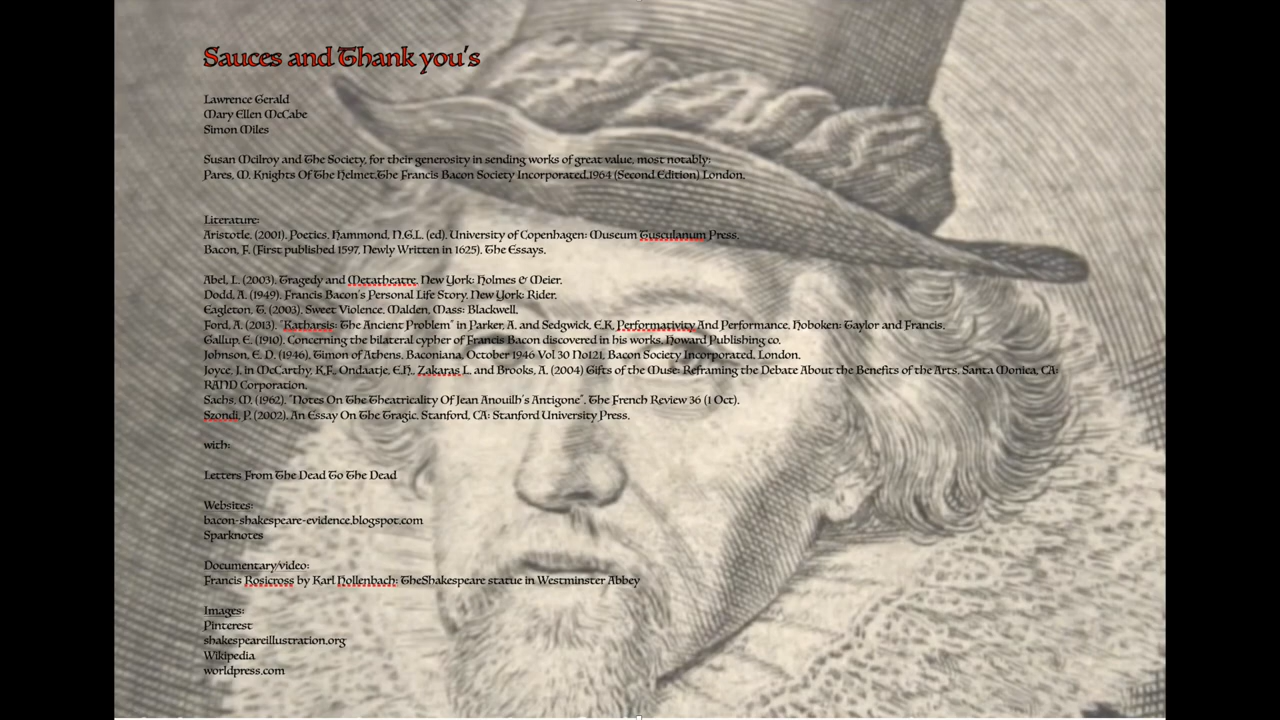 Sauces and Thank you's
Lawrence Gerald
Mary Ellen McCabe
Simon Miles
Susan Mcilroy and The Society, for their generosity in sending works of great value, most notably:
Pares, M. Knights Of The Helmet.The Francis Bacon Society Incorporated.1964 (Second Edition) London.
Literature:
Aristotle, (2001). Poetics, Hammond, N.G.L. (ed). University of Copenhagen: Museum Tusculanum Press.
Bacon, F. (First published 1597, Newly Written in 1625). The Essays.
Abel, L. (2003). Tragedy and Metatheatre. New York: Holmes & Meier.
Dodd, A. (1949). Francis Bacon's Personal Life Story. New York: Rider.
Eagleton, T. (2003). Sweet Violence. Malden, Mass: Blackwell.
Ford, A. (2013). "Katharsis: The Ancient Problem" in Parker, A. and Sedgwick, E.K, Performativity And Performance. Hoboken: Taylor and Francis.
Gallup, E. (1910). Concerning the bilateral cypher of Francis Bacon discovered in his works. Howard Publishing co.
Johnson, E. D. (1946). Timon of Athens. Baconiana, October 1946 Vol 30 No121. Bacon Society Incorporated. London.
Joyce, J, in McCarthy, K.F., Ondaatje, E.H., Zakaras L. and Brooks, A. (2004) Gifts of the Muse: Reframing the Debate About the Benefits of the Arts. Santa Monica, CA:
RAND Corporation.
Sachs, M. (1962). "Notes On The Theatricality Of Jean Anouilh's Antigone". The French Review 36 (1 Oct).
Szondi, P. (2002). An Essay On The Tragic. Stanford, CA: Stanford University Press.
with:
Letters From The Dead To The Dead
Websites:
bacon-shakespeare-evidence.blogspot.com
Sparknotes
Documentary/video:
Francis Rosicross by Karl Hollenbach: TheShakespeare statue in Westminster Abbey
Images:
Pinterest
shakespeareillustration.org
Wikipedia
worldpress.com